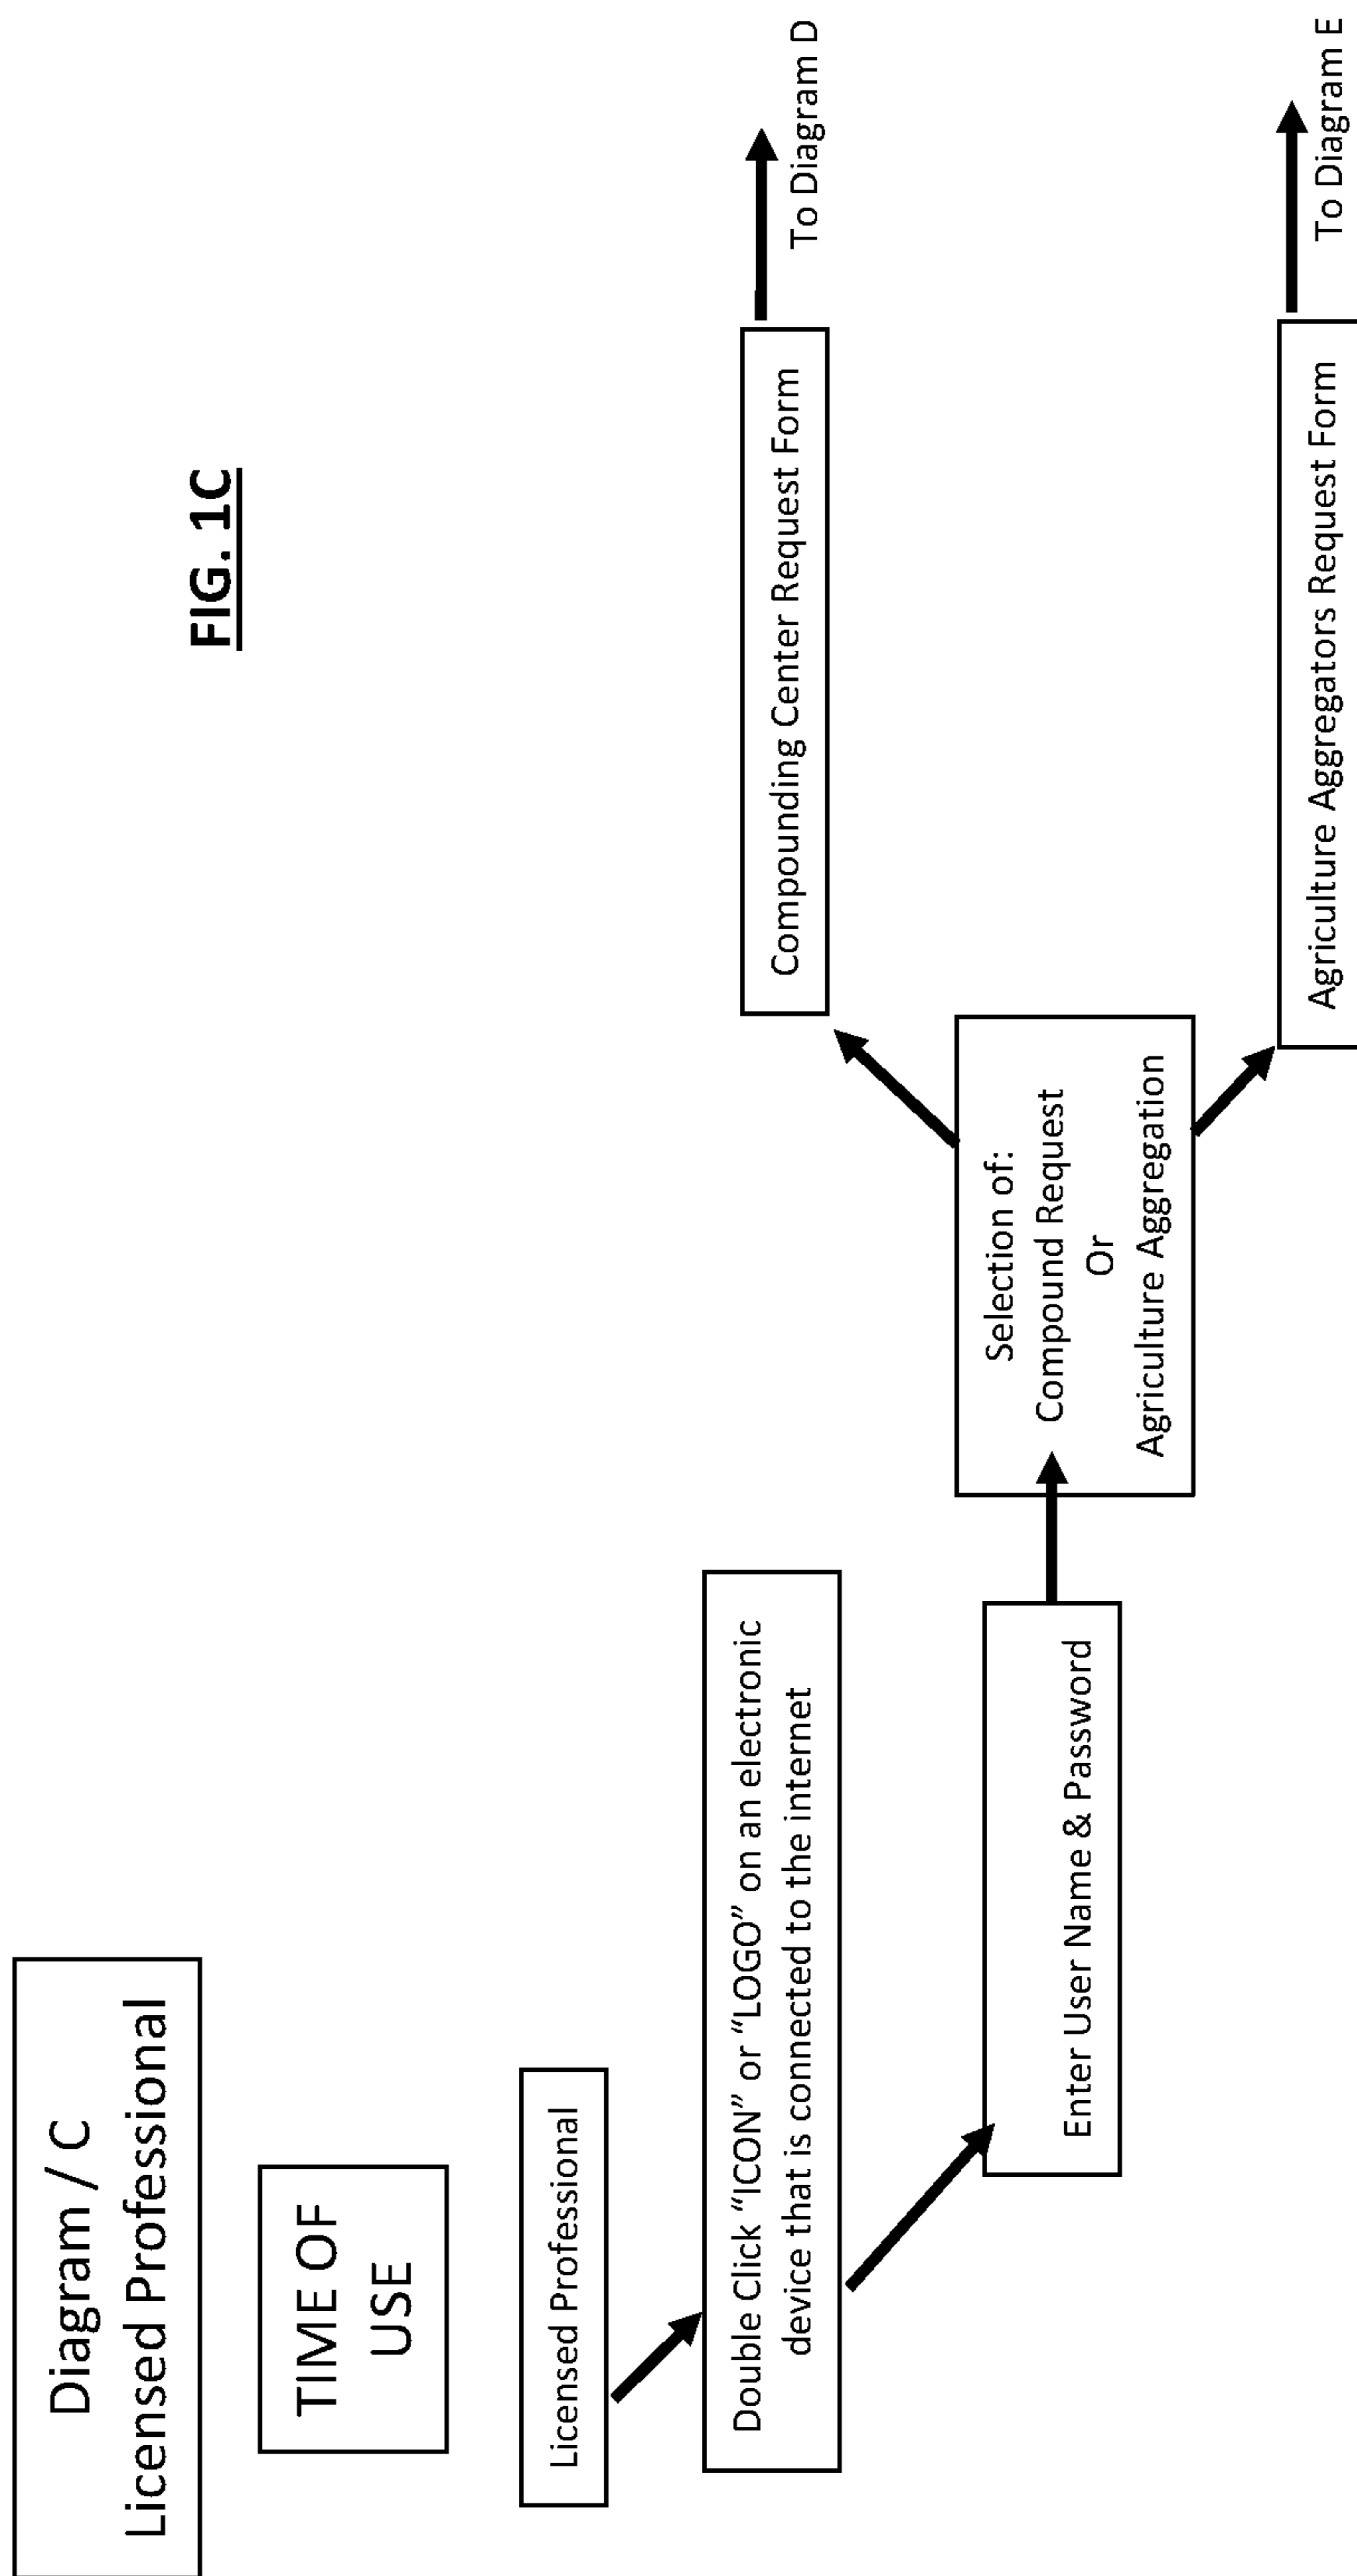 FIG. 1C
Diagram / C
Licensed Professional
TIME OF
USE
Licensed Professional
Double Click “ICON” or “LOGO” on an electronic
device that is connected to the internet
Enter User Name & Password
Selection of:
Compound Request
Or
Agriculture Aggregation
Compounding Center Request Form
To Diagram D
Agriculture Aggregators Request Form
To Diagram E